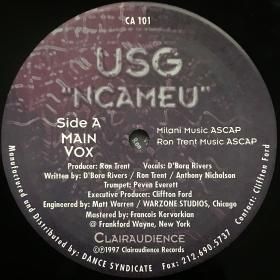 CA 101
USG
"NCAMEU"
Side A
MAIN
VOX
Milani Music ASCAP
Ron Trent Music ASCAP
Producer: Ron Trent Vocals: D'Bora Rivers
Written by: D'Bora Rivers / Ron Trent / Anthony Nicholson
Trumpet: Peven Everett
Executive Producer: Cliffton Ford
Engineered by: Matt Warren / WARZONE STUDIOS, Chicago
Mastered by: Francois Kervorkian
@ Frankford Wayne, New York
CLAIRAUDIENCE
℗1997 Clairaudience Records
Manufactured and Distributed by: DANCE SYNDICATE Fax: 212.690.5737 Contact: Cliffton Ford